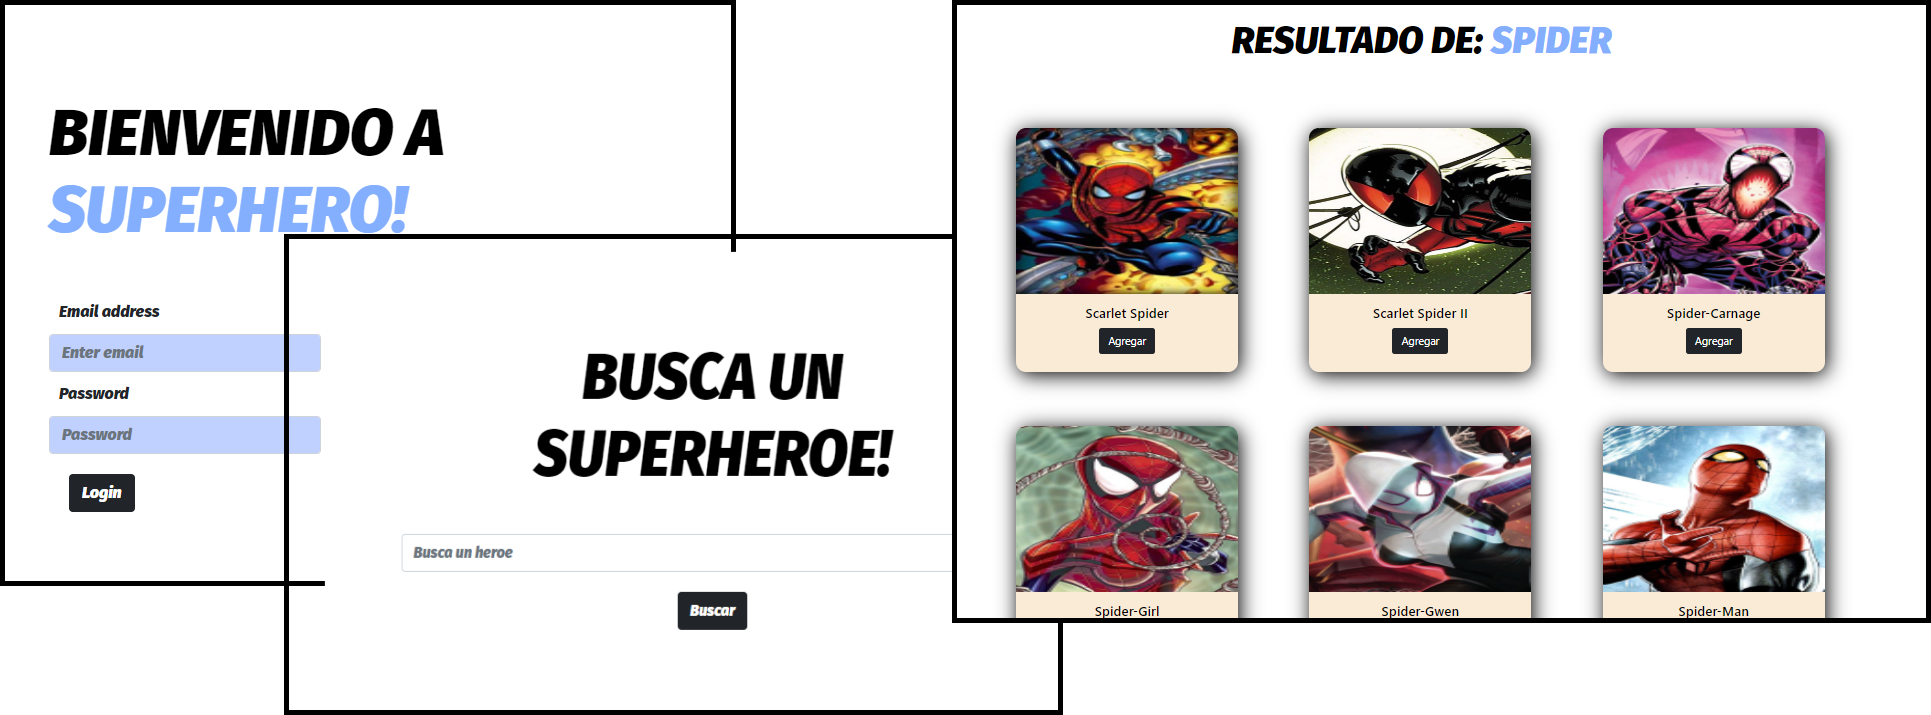 BIENVENIDO A
SUPERHERO!
Email address
Enter email
Password
Password
Login
BUSCA UN
SUPERHEROE!
Busca un heroe
Buscar
RESULTADO DE: SPIDER
Scarlet Spider
Agregar
Scarlet Spider II
Agregar
Spider-Carnage
Agregar
Spider-Girl
Spider-Gwen
Spider-Man